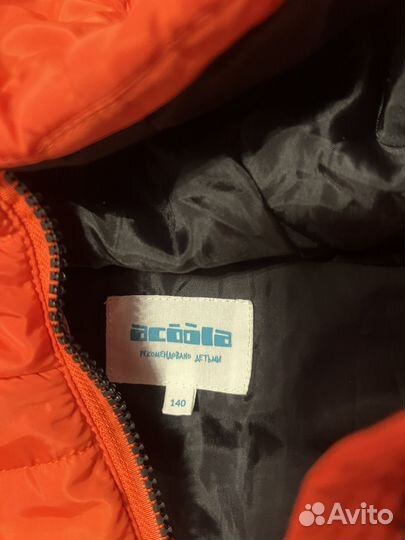 acoola
рекомендовано детьми
140
Avito